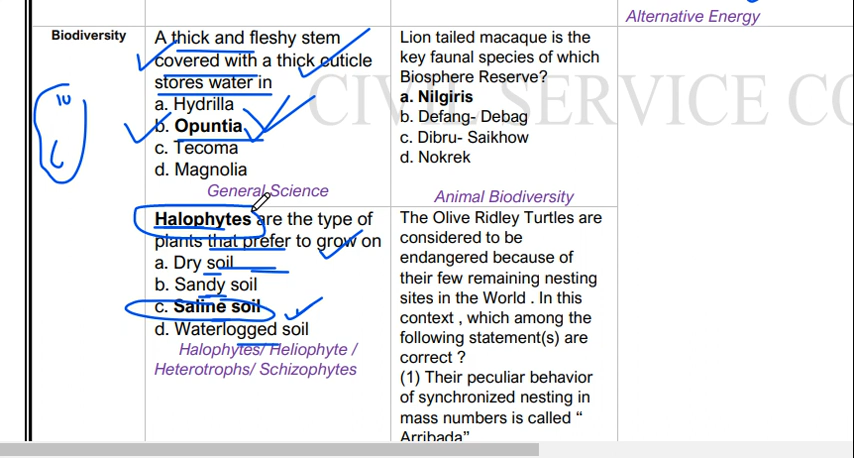 Alternative Energy
Biodiversity
A thick and fleshy stem
covered with a thick cuticle
stores water in
a. Hydrilla
b. Opuntia
c. Tecoma
d. Magnolia
General Science
Halophytes are the type of
plants that prefer to grow on
a. Dry soil
b. Sandy soil
c. Saline soil
d. Waterlogged soil
Halophytes/ Heliophyte /
Heterotrophs/ Schizophytes
Lion tailed macaque is the
key faunal species of which
Biosphere Reserve?
a. Nilgiris
b. Defang- Debag
c. Dibru- Saikhow
d. Nokrek
Animal Biodiversity
The Olive Ridley Turtles are
considered to be
endangered because of
their few remaining nesting
sites in the World . In this
context , which among the
following statement(s) are
correct ?
(1) Their peculiar behavior
of synchronized nesting in
mass numbers is called “
Arribada”
CIVIL SERVICE CO